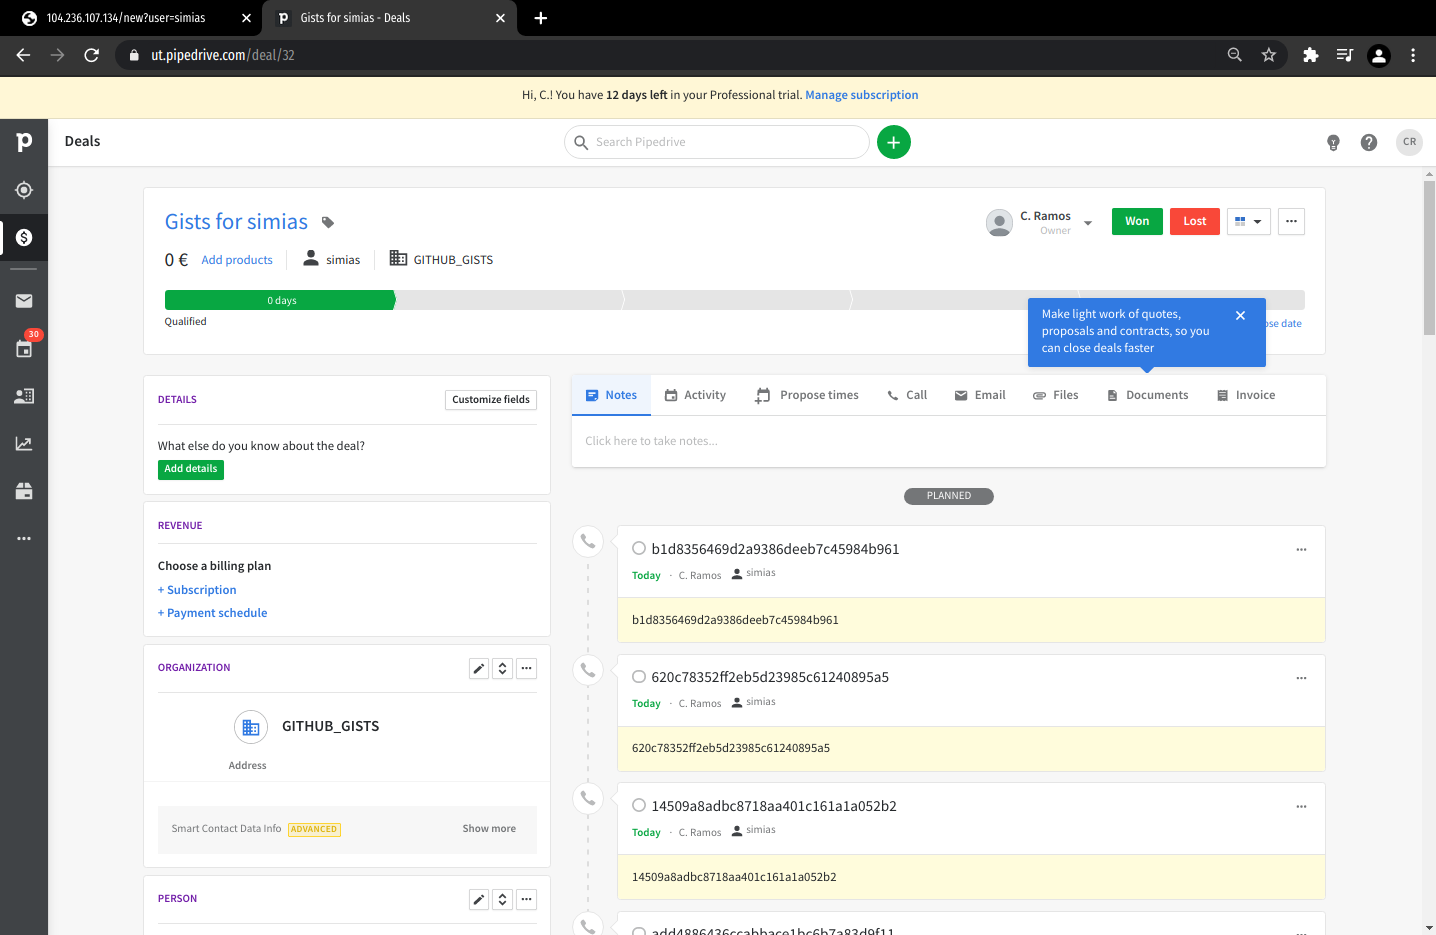 104.236.107.134/new?user=simias
Gists for simias - Deals
ut.pipedrive.com/deal/32
Hi, C.! You have 12 days left in your Professional trial. Manage subscription
Deals
Search Pipedrive
CR
Gists for simias
C. Ramos
Owner
Won
Lost
0 €
Add products
simias
GITHUB_GISTS
0 days
Qualified
ose date
Make light work of quotes,
proposals and contracts, so you
can close deals faster
30
DETAILS
Customize fields
What else do you know about the deal?
Add details
REVENUE
Choose a billing plan
+ Subscription
+ Payment schedule
ORGANIZATION
GITHUB_GISTS
Address
Smart Contact Data Info
ADVANCED
Show more
PERSON
Notes
Activity
Propose times
Call
Email
Files
Documents
Invoice
Click here to take notes...
PLANNED
b1d8356469d2a9386deeb7c45984b961
Today · C. Ramos simias
b1d8356469d2a9386deeb7c45984b961
620c78352ff2eb5d23985c61240895a5
Today · C. Ramos simias
620c78352ff2eb5d23985c61240895a5
14509a8adbc8718aa401c161a1a052b2
Today · C. Ramos simias
14509a8adbc8718aa401c161a1a052b2
add4886436ccabbace1bc6b7a83d9f11